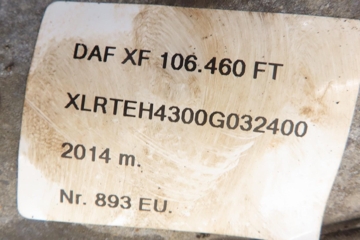 DAF XF 106.460 FT
XLRTEH4300G032400
2014 m.
Nr. 893 EU.